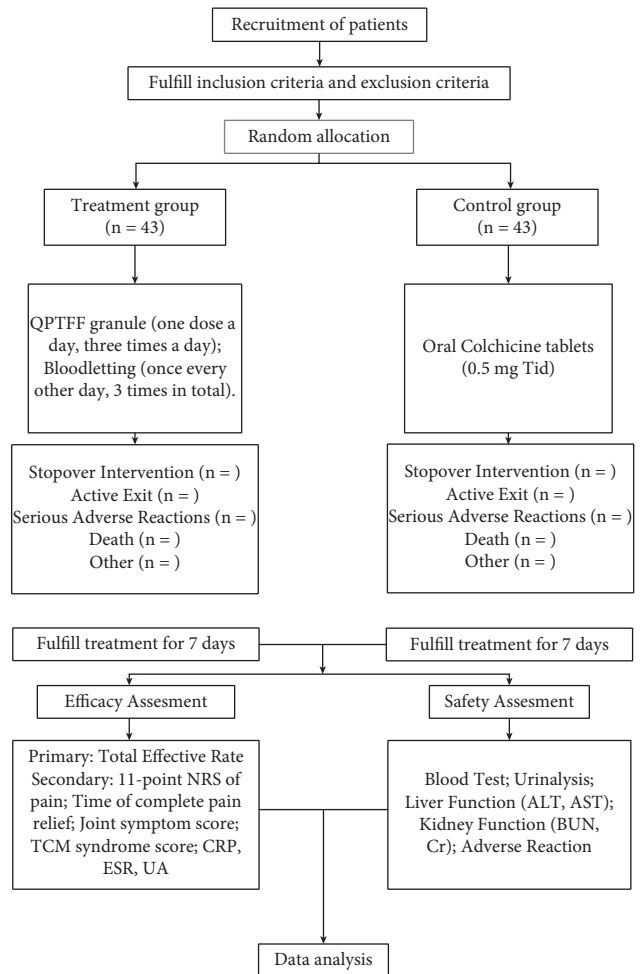 Recruitment of patients
Fulfill inclusion criteria and exclusion criteria
Random allocation
Treatment group
(n = 43)
Control group
(n = 43)
QPTFF granule (one dose a
day, three times a day);
Bloodletting (once every
other day, 3 times in total).
Oral Colchicine tablets
(0.5 mg Tid)
Stopover Intervention (n = )
Active Exit (n = )
Serious Adverse Reactions (n = )
Death (n = )
Other (n = )
Stopover Intervention (n = )
Active Exit (n = )
Serious Adverse Reactions (n = )
Death (n = )
Other (n = )
Fulfill treatment for 7 days
Fulfill treatment for 7 days
Efficacy Assesment
Safety Assesment
Primary: Total Effective Rate
Secondary: 11-point NRS of
pain; Time of complete pain
relief; Joint symptom score;
TCM syndrome score; CRP,
ESR, UA
Blood Test; Urinalysis;
Liver Function (ALT, AST);
Kidney Function (BUN,
Cr); Adverse Reaction
Data analysis